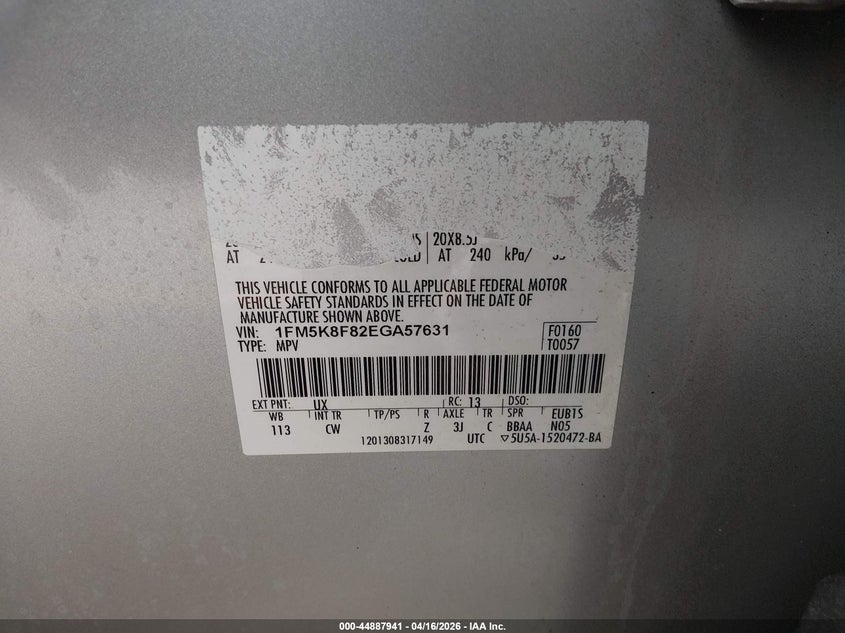 20X8.5J
AT 240 kPa/
THIS VEHICLE CONFORMS TO ALL APPLICABLE FEDERAL MOTOR
VEHICLE SAFETY STANDARDS IN EFFECT ON THE DATE OF
MANUFACTURE SHOWN ABOVE.
VIN: 1FM5K8F82EGA57631 F0160
TYPE: MPV T0057
EXT PNT: UX RC: 13 DSO:
WB INT TR TP/PS R AXLE TR SPR EUB1S
113 CW Z 3J C BBAA N05
1201308317149 UTC ▽5U5A-1520472-BA
000-44887941 - 04/16/2026 - IAA Inc.